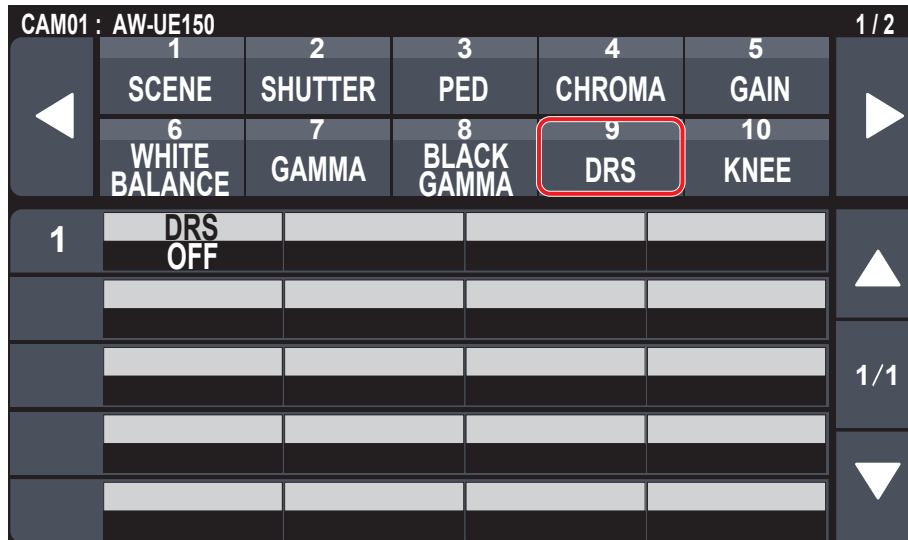 CAM01 : AW-UE150 1 / 2
1 2 3 4 5
SCENE SHUTTER PED CHROMA GAIN
6 7 8 9 10
WHITE BALANCE GAMMA BLACK GAMMA DRS KNEE
1 DRS
OFF
1/1